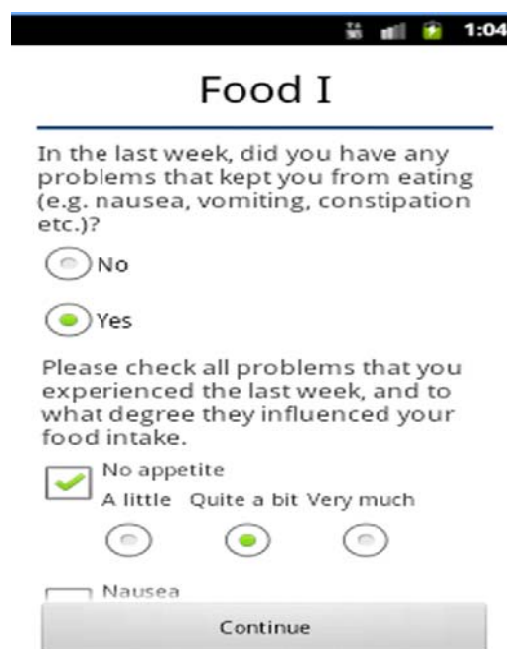 1:04
Food I
In the last week, did you have any
problems that kept you from eating
(e.g. nausea, vomiting, constipation
etc.)?
No
Yes
Please check all problems that you
experienced the last week, and to
what degree they influenced your
food intake.
No appetite
A little Quite a bit Very much
Nausea
Continue